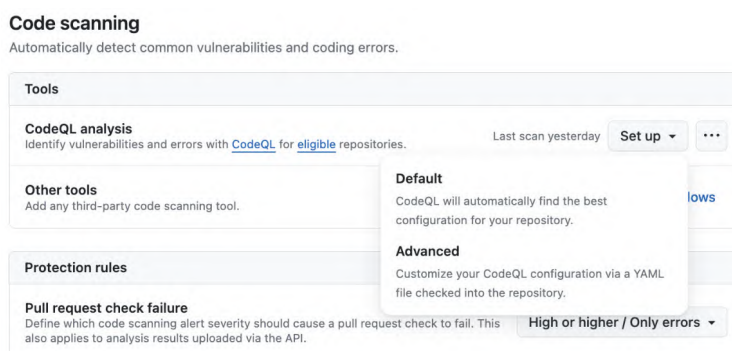 Code scanning
Automatically detect common vulnerabilities and coding errors.
Tools
CodeQL analysis
Identify vulnerabilities and errors with CodeQL for eligible repositories.
Last scan yesterday
Set up
Default
CodeQL will automatically find the best
configuration for your repository.
Advanced
Customize your CodeQL configuration via a YAML
file checked into the repository.
Other tools
Add any third-party code scanning tool.
Protection rules
Pull request check failure
Define which code scanning alert severity should cause a pull request check to fail. This
also applies to analysis results uploaded via the API.
High or higher / Only errors